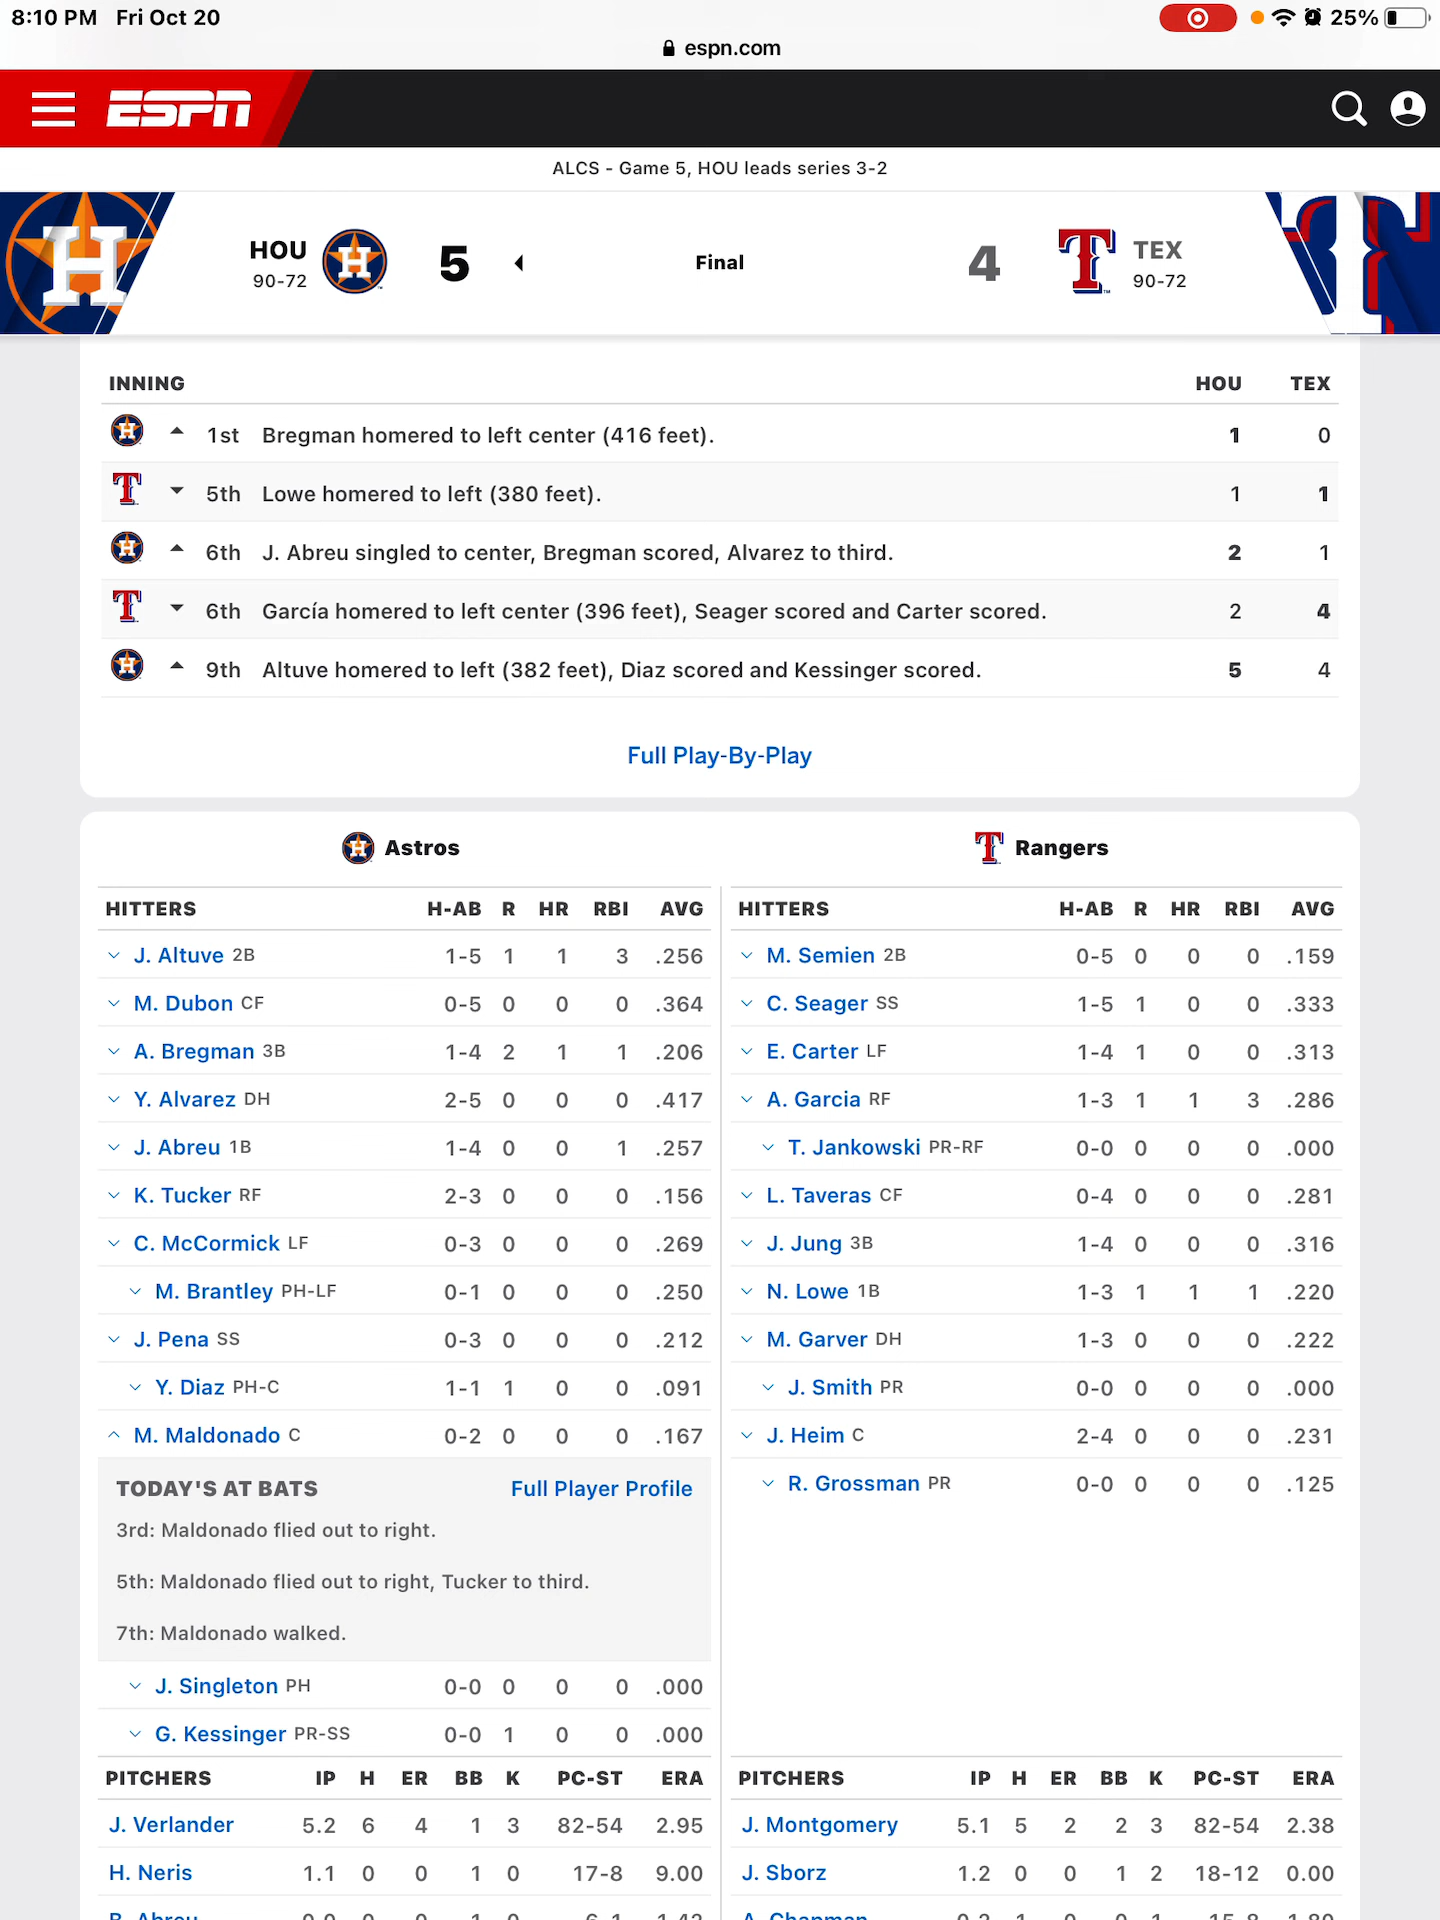 8:10 PM Fri Oct 20 25%
espn.com
ESPN
ALCS - Game 5, HOU leads series 3-2
HOU 90-72 5 Final 4 TEX 90-72
INNING HOU TEX
1st Bregman homered to left center (416 feet). 1 0
5th Lowe homered to left (380 feet). 1 1
6th J. Abreu singled to center, Bregman scored, Alvarez to third. 2 1
6th García homered to left center (396 feet), Seager scored and Carter scored. 2 4
9th Altuve homered to left (382 feet), Diaz scored and Kessinger scored. 5 4
Full Play-By-Play
Astros
HITTERS H-AB R HR RBI AVG
J. Altuve 2B 1-5 1 1 3 .256
M. Dubon CF 0-5 0 0 0 .364
A. Bregman 3B 1-4 2 1 1 .206
Y. Alvarez DH 2-5 0 0 0 .417
J. Abreu 1B 1-4 0 0 1 .257
K. Tucker RF 2-3 0 0 0 .156
C. McCormick LF 0-3 0 0 0 .269
M. Brantley PH-LF 0-1 0 0 0 .250
J. Pena SS 0-3 0 0 0 .212
Y. Diaz PH-C 1-1 1 0 0 .091
M. Maldonado C 0-2 0 0 0 .167
TODAY'S AT BATS Full Player Profile
3rd: Maldonado flied out to right.
5th: Maldonado flied out to right, Tucker to third.
7th: Maldonado walked.
J. Singleton PH 0-0 0 0 0 .000
G. Kessinger PR-SS 0-0 1 0 0 .000
PITCHERS IP H ER BB K PC-ST ERA
J. Verlander 5.2 6 4 1 3 82-54 2.95
H. Neris 1.1 0 0 1 0 17-8 9.00
B. Abreu
Rangers
HITTERS H-AB R HR RBI AVG
M. Semien 2B 0-5 0 0 0 .159
C. Seager SS 1-5 1 0 0 .333
E. Carter LF 1-4 1 0 0 .313
A. Garcia RF 1-3 1 1 3 .286
T. Jankowski PR-RF 0-0 0 0 0 .000
L. Taveras CF 0-4 0 0 0 .281
J. Jung 3B 1-4 0 0 0 .316
N. Lowe 1B 1-3 1 1 1 .220
M. Garver DH 1-3 0 0 0 .222
J. Smith PR 0-0 0 0 0 .000
J. Heim C 2-4 0 0 0 .231
R. Grossman PR 0-0 0 0 0 .125
PITCHERS IP H ER BB K PC-ST ERA
J. Montgomery 5.1 5 2 2 3 82-54 2.38
J. Sborz 1.2 0 0 1 2 18-12 0.00
A. Chapman